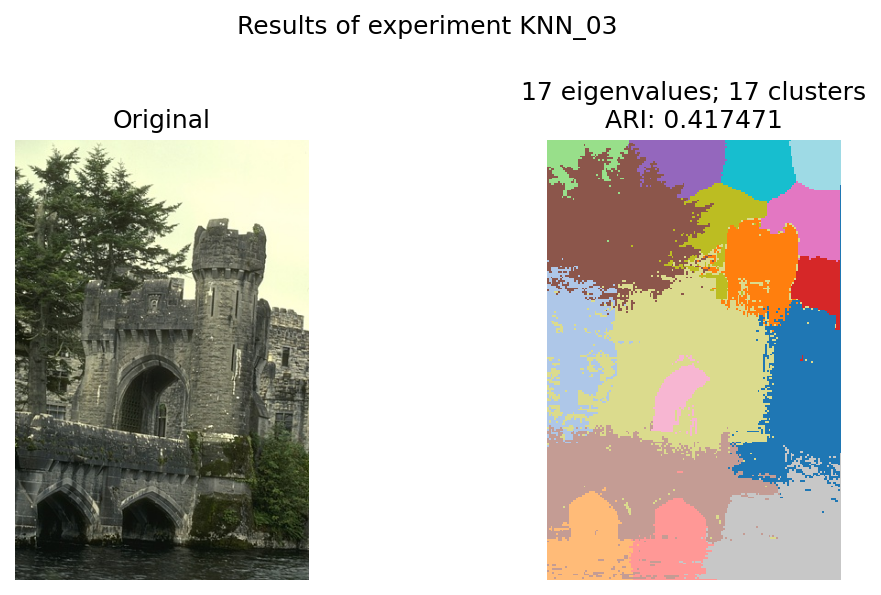 Results of experiment KNN_03
Original
17 eigenvalues; 17 clusters
ARI: 0.417471